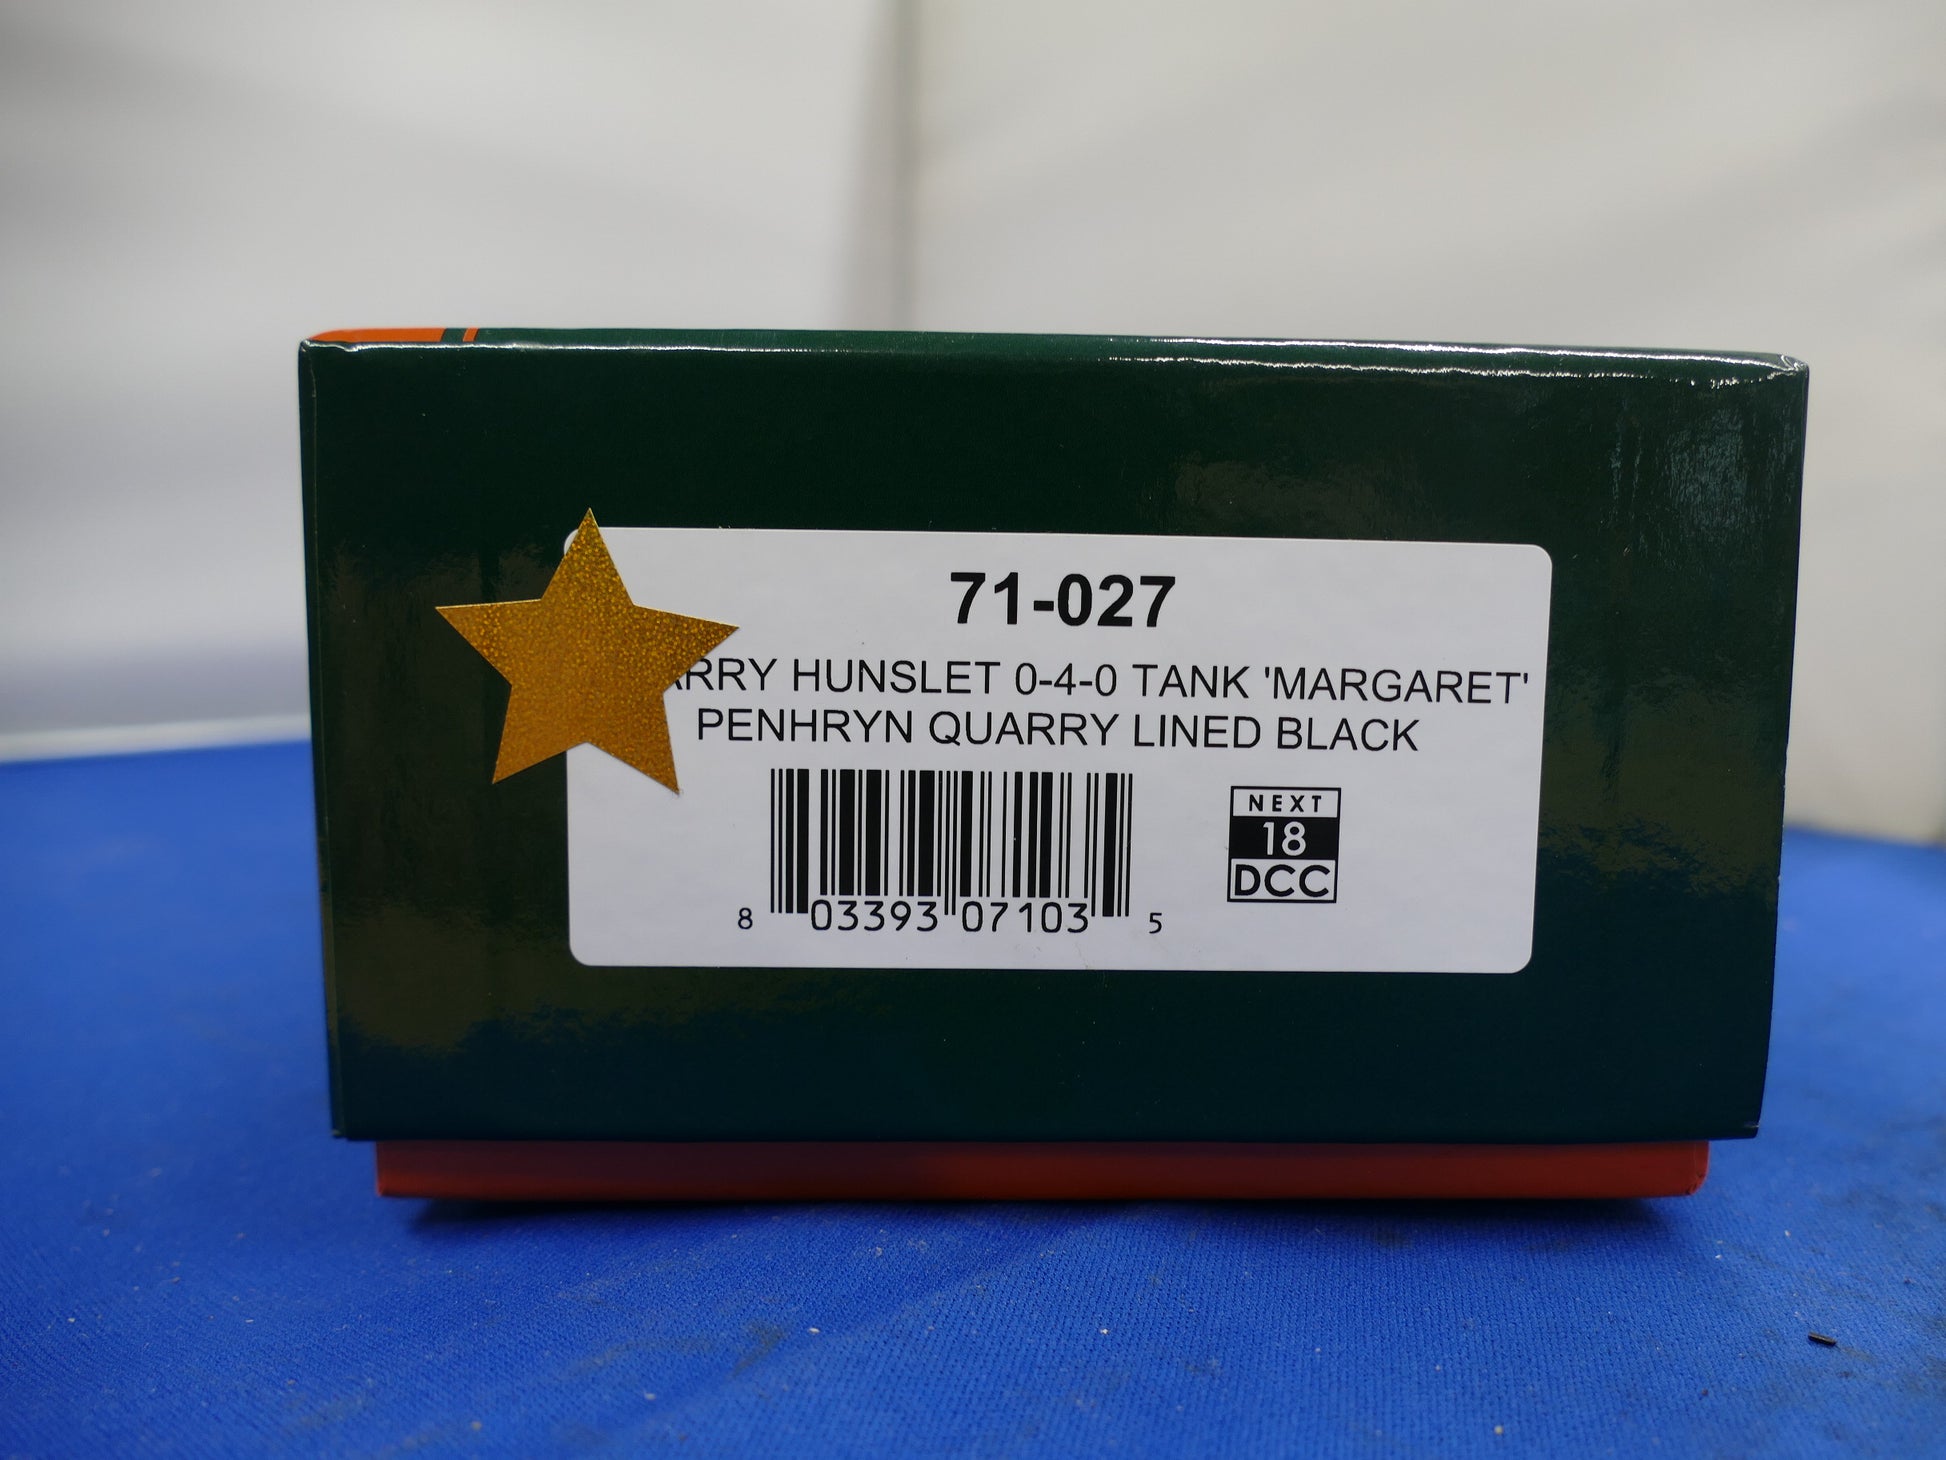 71-027
HUNSLET 0-4-0 TANK 'MARGARET'
PENHRYN QUARRY LINED BLACK
NEXT
18
DCC
8 03393 07103 5